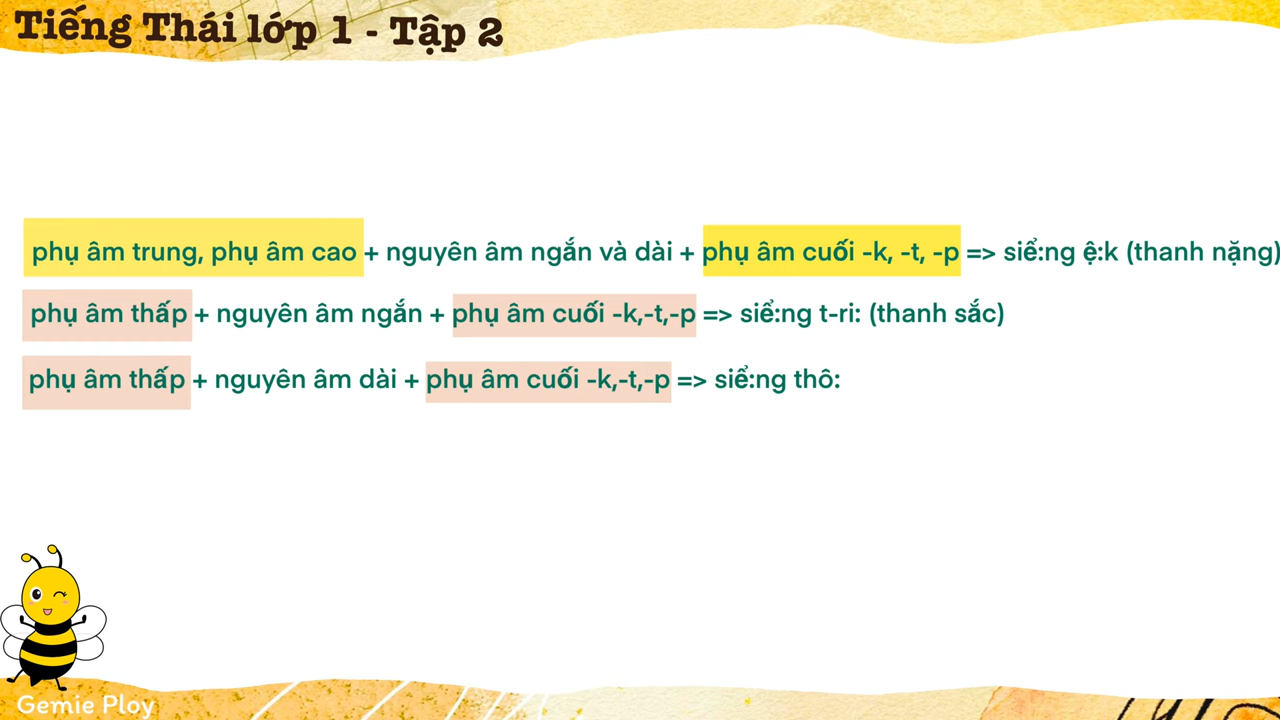 Tiếng Thái lớp 1 - Tập 2
phụ âm trung, phụ âm cao + nguyên âm ngắn và dài + phụ âm cuối -k, -t, -p => siể:ng ệ:k (thanh nặng)
phụ âm thấp + nguyên âm ngắn + phụ âm cuối -k,-t,-p => siể:ng t-ri: (thanh sắc)
phụ âm thấp + nguyên âm dài + phụ âm cuối -k,-t,-p => siể:ng thô:
Gemie Ploy